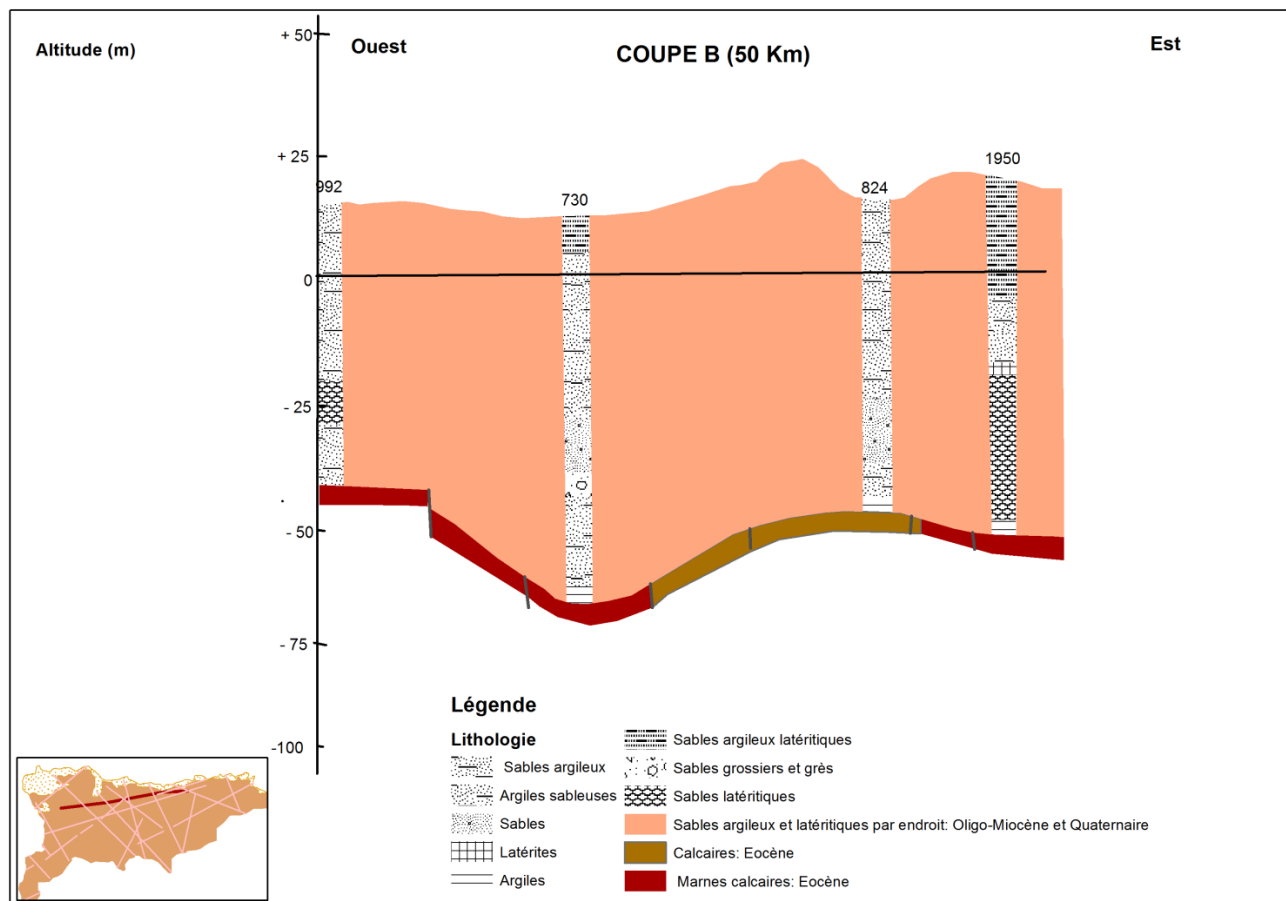 Altitude (m)
+ 50
Ouest
COUPE B (50 Km)
Est
+ 25
992
730
824
1950
0
- 25
- 50
- 75
-100
Légende
Lithologie
Sables argileux
Argiles sableuses
Sables
Latérites
Argiles
Sables argileux latéritiques
Sables grossiers et grès
Sables latéritiques
Sables argileux et latéritiques par endroit: Oligo-Miocène et Quaternaire
Calcaires: Eocène
Marnes calcaires: Eocène